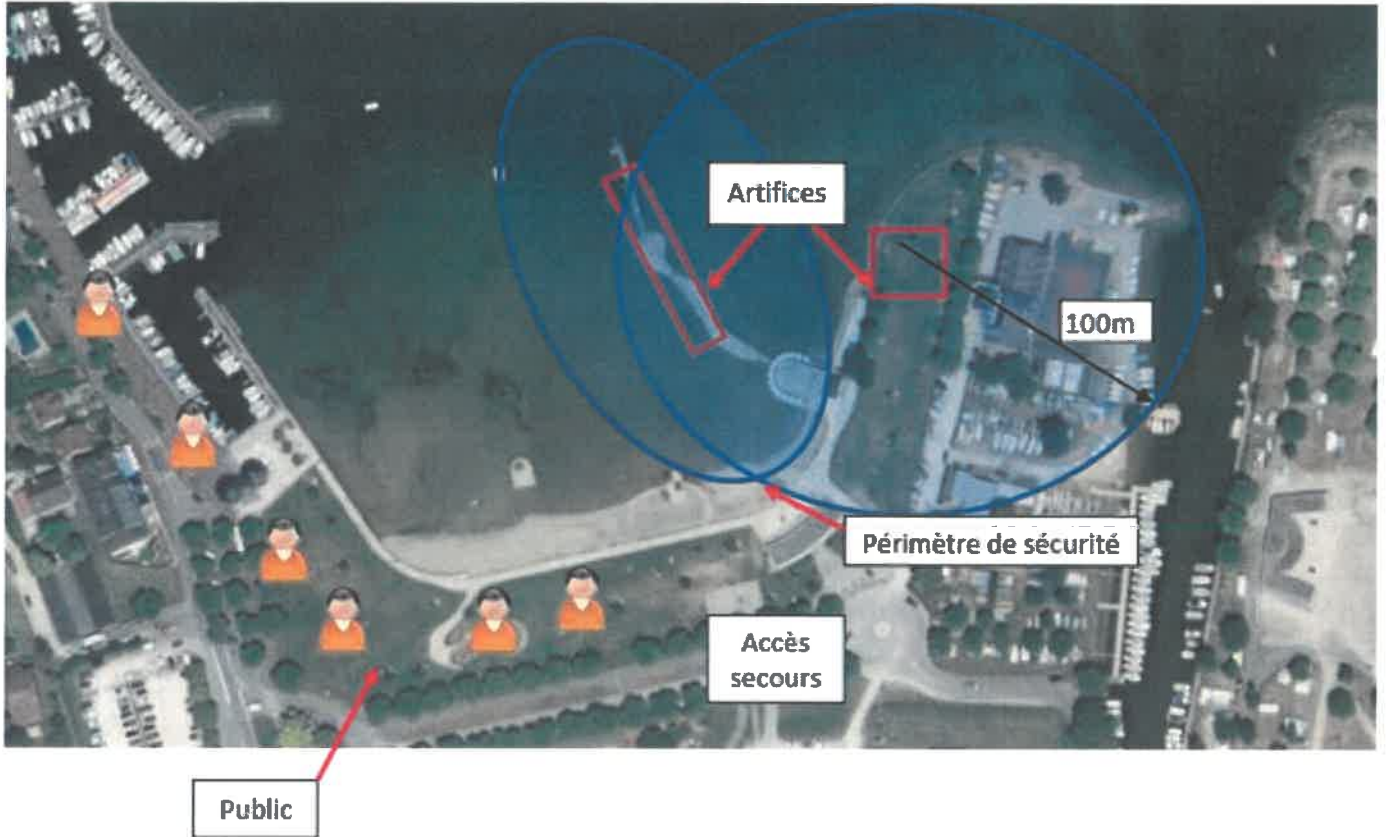 Artifices
100m
Périmètre de sécurité
Accès
secours
Public